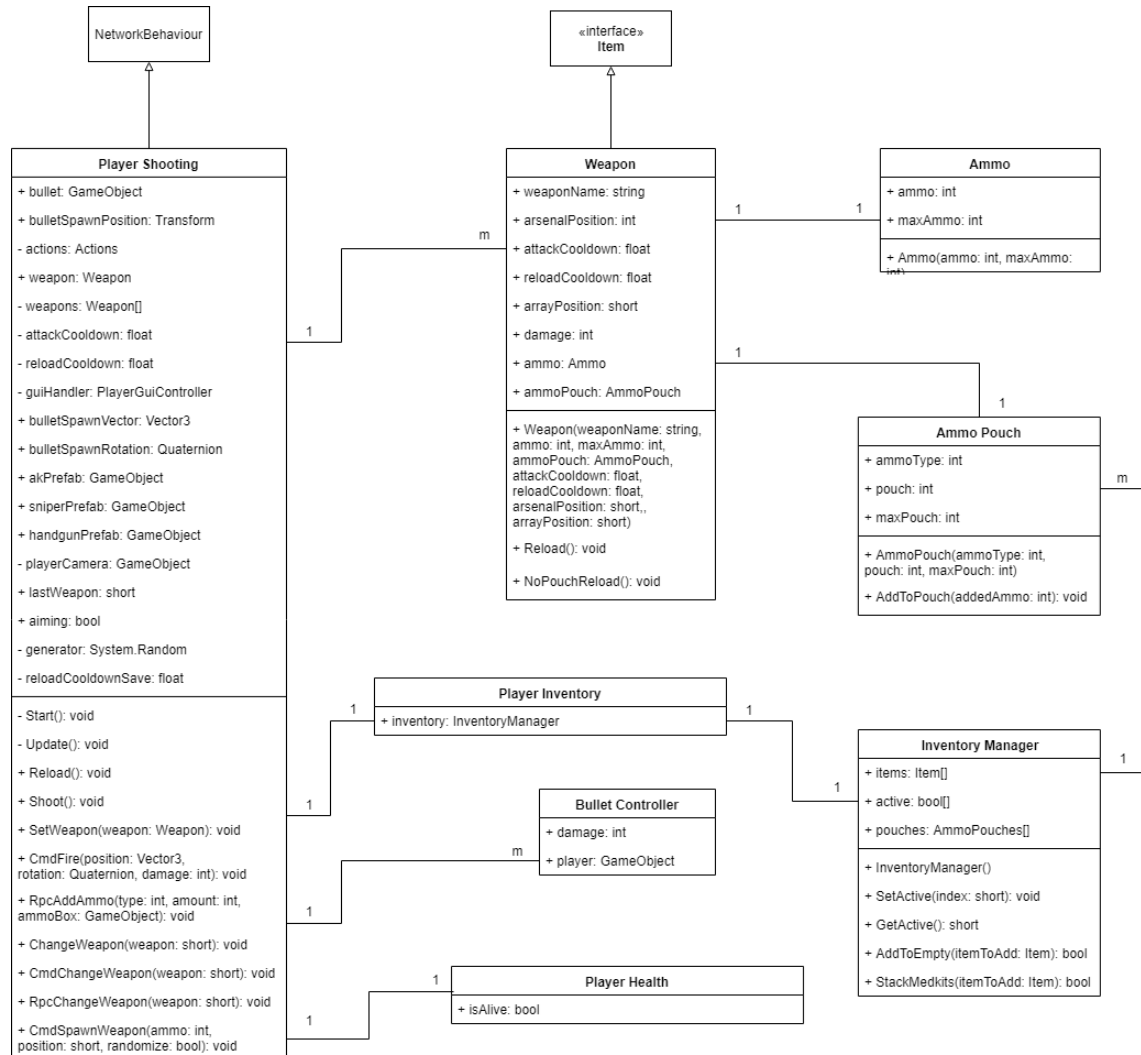 NetworkBehaviour
«interface»
Item
Player Shooting
+ bullet: GameObject
+ bulletSpawnPosition: Transform
- actions: Actions
+ weapon: Weapon
- weapons: Weapon[]
- attackCooldown: float
- reloadCooldown: float
- guiHandler: PlayerGuiController
+ bulletSpawnVector: Vector3
+ bulletSpawnRotation: Quaternion
+ akPrefab: GameObject
+ sniperPrefab: GameObject
+ handgunPrefab: GameObject
- playerCamera: GameObject
+ lastWeapon: short
+ aiming: bool
- generator: System.Random
- reloadCooldownSave: float
- Start(): void
- Update(): void
+ Reload(): void
+ Shoot(): void
+ SetWeapon(weapon: Weapon): void
+ CmdFire(position: Vector3,
rotation: Quaternion, damage: int): void
+ RpcAddAmmo(type: int, amount: int,
ammoBox: GameObject): void
+ ChangeWeapon(weapon: short): void
+ CmdChangeWeapon(weapon: short): void
+ RpcChangeWeapon(weapon: short): void
+ CmdSpawnWeapon(ammo: int,
position: short, randomize: bool): void
1
m
Weapon
+ weaponName: string
+ arsenalPosition: int
+ attackCooldown: float
+ reloadCooldown: float
+ arrayPosition: short
+ damage: int
+ ammo: Ammo
+ ammoPouch: AmmoPouch
+ Weapon(weaponName: string,
ammo: int, maxAmmo: int,
ammoPouch: AmmoPouch,
attackCooldown: float,
reloadCooldown: float,
arsenalPosition: short,,
arrayPosition: short)
+ Reload(): void
+ NoPouchReload(): void
1
1
Ammo
+ ammo: int
+ maxAmmo: int
+ Ammo(ammo: int, maxAmmo:
int)
1
1
Ammo Pouch
+ ammoType: int
+ pouch: int
+ maxPouch: int
+ AmmoPouch(ammoType: int,
pouch: int, maxPouch: int)
+ AddToPouch(addedAmmo: int): void
m
1
1
Player Inventory
+ inventory: InventoryManager
1
1
Inventory Manager
+ items: Item[]
+ active: bool[]
+ pouches: AmmoPouches[]
+ InventoryManager()
+ SetActive(index: short): void
+ GetActive(): short
+ AddToEmpty(itemToAdd: Item): bool
+ StackMedkits(itemToAdd: Item): bool
1
1
m
Bullet Controller
+ damage: int
+ player: GameObject
1
1
Player Health
+ isAlive: bool